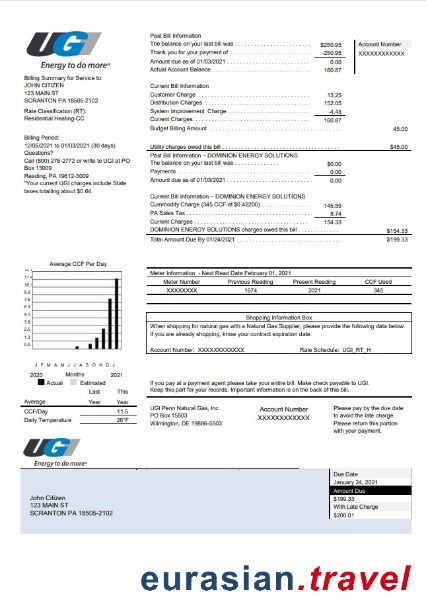 UGI
Energy to do more®
Billing Summary for Service to:
JOHN CITIZEN
123 MAIN ST
SCRANTON PA 18505-2102
Rate Classification (RT):
Residential Heating-CC
Billing Period:
12/05/2021 to 01/03/2021 (30 days)
Questions?
Call (800) 276-2772 or write to UGI at PO
Box 13009
Reading, PA 19612-3009
*Your current UGI charges include State
taxes totalling about $0.64.
Past Bill Information
The balance on your last bill was $250.95
Thank you for your payment of -250.95
Amount due as of 01/03/2021 0.00
Actual Account Balance 160.87
Account Number
XXXXXXXXXXXX
Current Bill Information
Customer Charge 13.25
Distribution Charges 152.05
System Improvement Charge -4.43
Current Charges 160.87
Budget Billing Amount 45.00
Utility charges owed this bill $45.00
Past Bill Information – DOMINION ENERGY SOLUTIONS
The balance on your last bill was $0.00
Payments 0.00
Amount due as of 01/03/2021 0.00
Current Bill Information – DOMINION ENERGY SOLUTIONS
Commodity Charge (345 CCF at $0.42200) 145.59
PA Sales Tax 8.74
Current Charges 154.33
DOMINION ENERGY SOLUTIONS charges owed this bill $154.33
Total Amount Due By 01/24/2021 $199.33
Average CCF Per Day
J F M A M J J A S O N D J
2020 Months 2021
Actual Estimated
Last This
Average Year Year
CCF/Day 11.5
Daily Temperature 26°F
Meter Information - Next Read Date February 01, 2021
Meter Number Previous Reading Present Reading CCF Used
XXXXXXXX 1674 2021 345
Shopping Information Box
When shopping for natural gas with a Natural Gas Supplier, please provide the following data below.
If you are already shopping, know your contract expiration date.
Account Number: XXXXXXXXXXXX Rate Schedule: UGI_RT_H
If you pay at a payment agent please take your entire bill. Make check payable to UGI.
Keep this part for your records. Important information is on the back of this bill.
UGI Penn Natural Gas, Inc.
PO Box 15503
Wilmington, DE 19886-5503
Account Number
XXXXXXXXXXXX
Please pay by the due date
to avoid the late charge.
Please return this portion
with your payment.
UGI
Energy to do more®
John Citizen
123 MAIN ST
SCRANTON PA 18505-2102
Due Date
January 24, 2021
Amount Due
$199.33
With Late Charge
$200.01
eurasian.travel